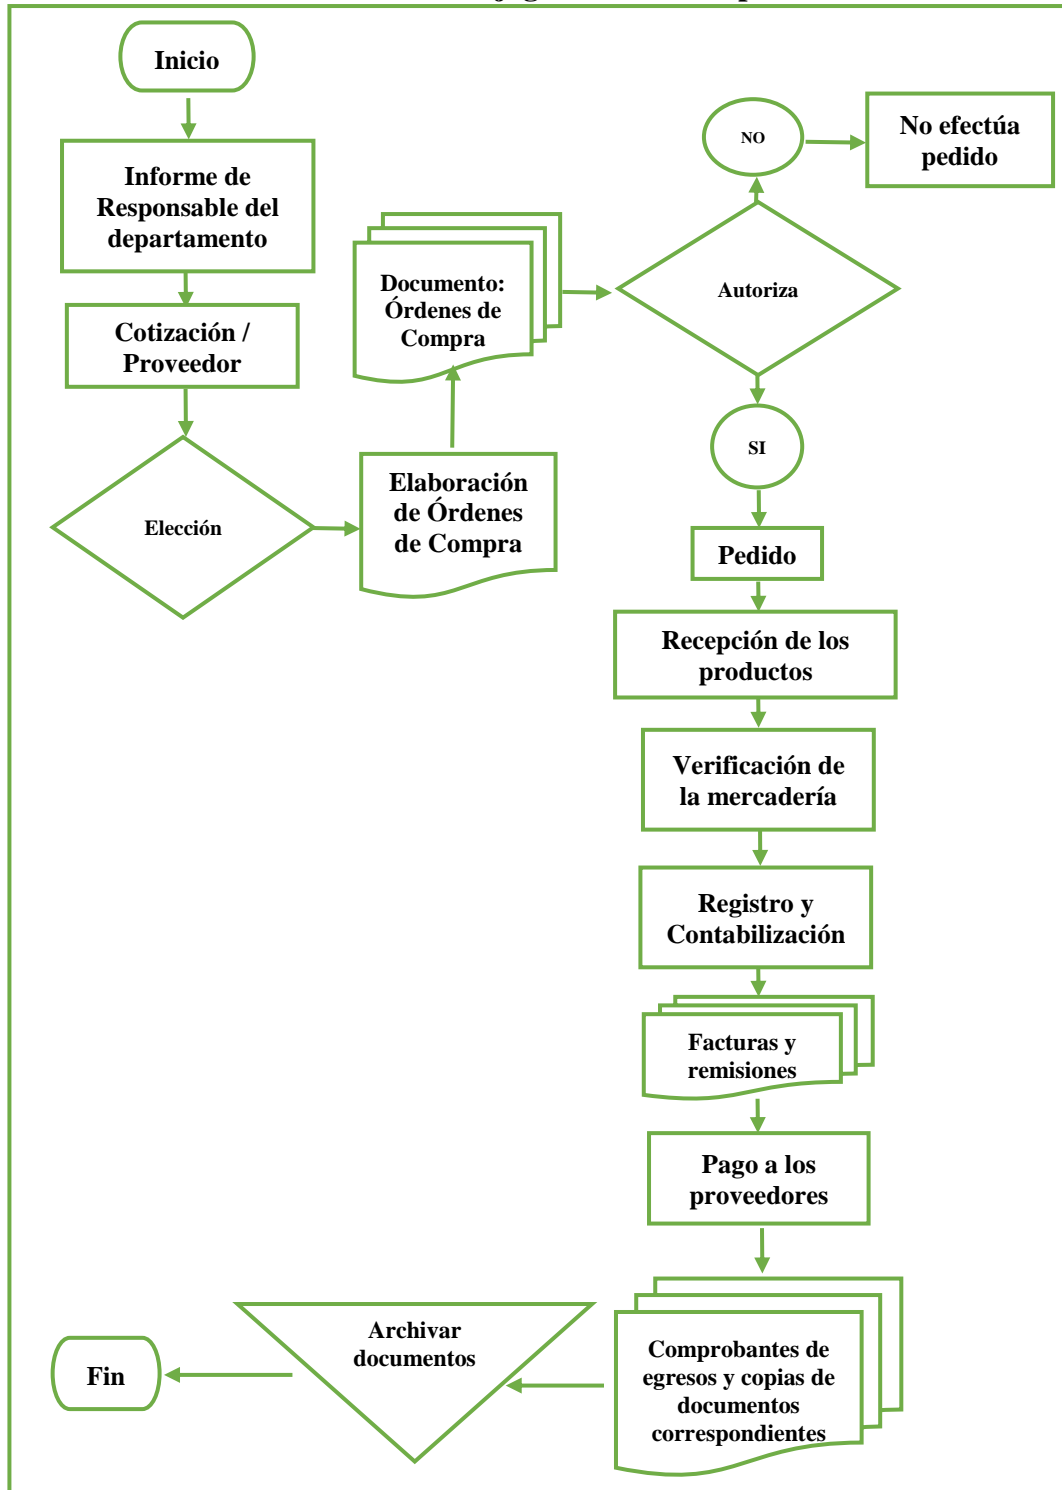 Inicio
Informe de
Responsable del
departamento
Cotización /
Proveedor
Elección
Elaboración
de Órdenes
de Compra
Documento:
Órdenes de
Compra
Autoriza
NO
No efectúa
pedido
SI
Pedido
Recepción de los
productos
Verificación de
la mercadería
Registro y
Contabilización
Facturas y
remisiones
Pago a los
proveedores
Comprobantes de
egresos y copias de
documentos
correspondientes
Archivar
documentos
Fin